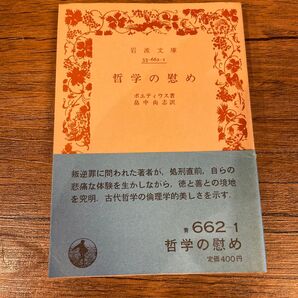 岩波文庫
33-662-1
哲学の慰め
ボエティウス著
畠中尚志訳
叛逆罪に問われた著者が、処刑直前、自らの
悲痛な体験を生かしながら、徳と善との境地
を究明。古代哲学の倫理学的美しさを示す。
青 662-1
哲学の慰め
定価400円